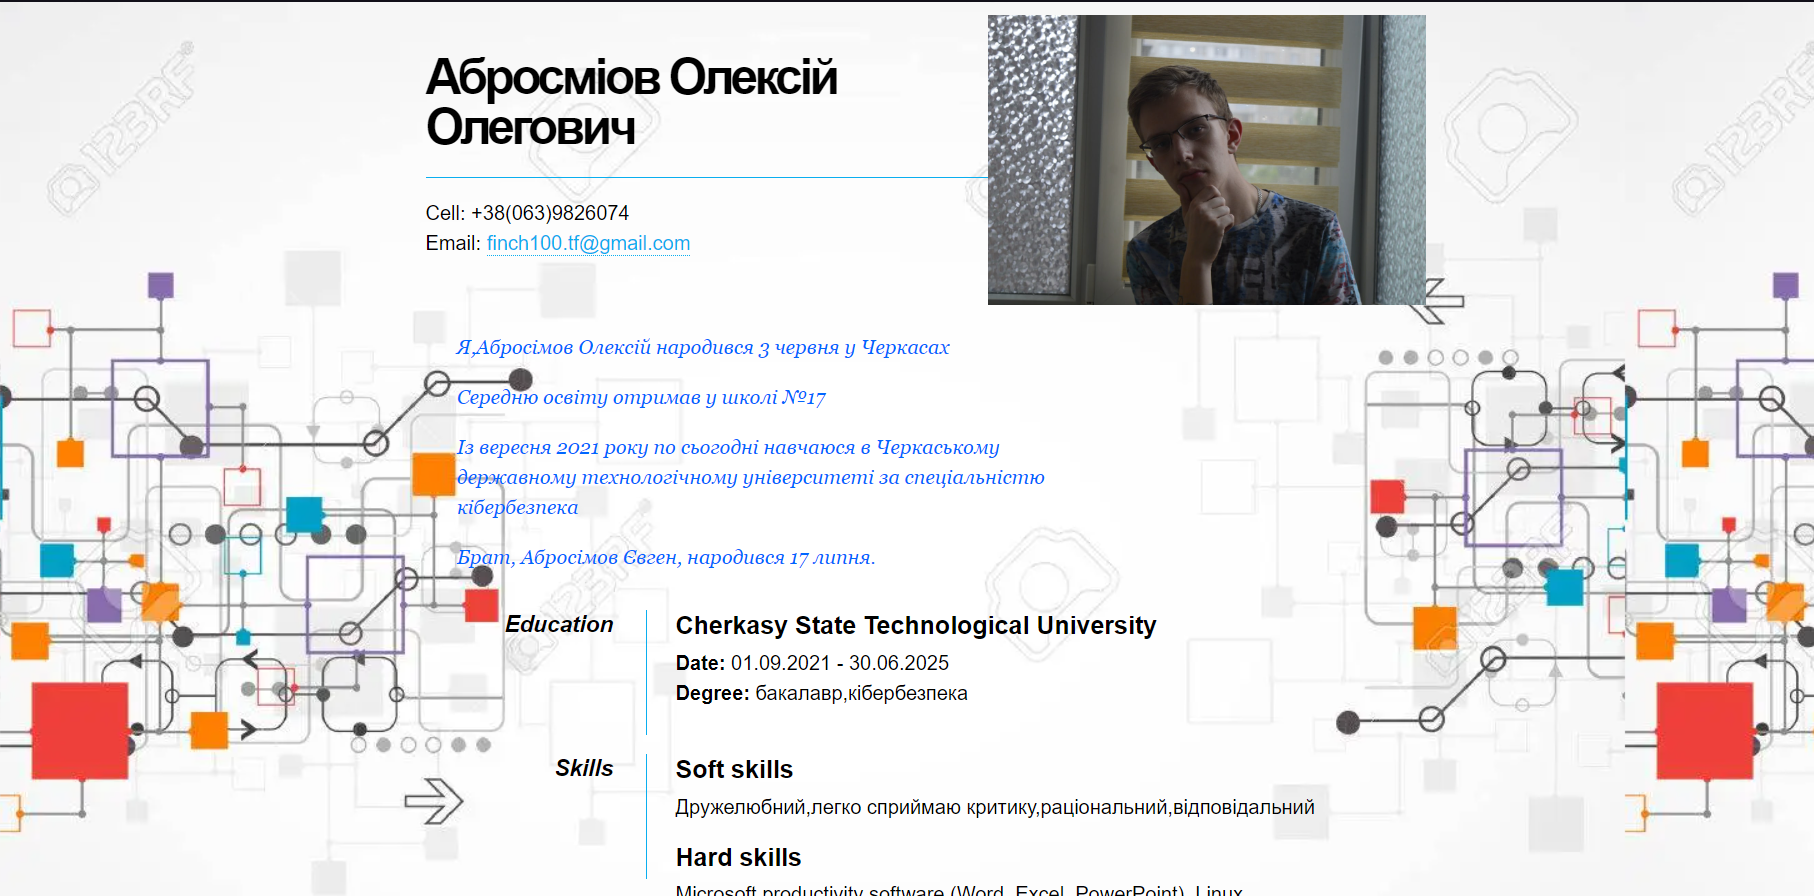 Абросміов Олексій
Олегович
Cell: +38(063)9826074
Email: finch100.tf@gmail.com
Я,Абросімов Олексій народився 3 червня у Черкасах
Середню освіту отримав у школі №17
Із вересня 2021 року по сьогодні навчаюся в Черкаському
державному технологічному університеті за спеціальністю
кібербезпека
Брат, Абросімов Євген, народився 17 липня.
Education
Cherkasy State Technological University
Date: 01.09.2021 - 30.06.2025
Degree: бакалавр,кібербезпека
Skills
Soft skills
Дружелюбний,легко сприймаю критику,раціональний,відповідальний
Hard skills
Microsoft productivity software (Word, Excel, PowerPoint), Linux
123RF
123RF
123RF
123RF